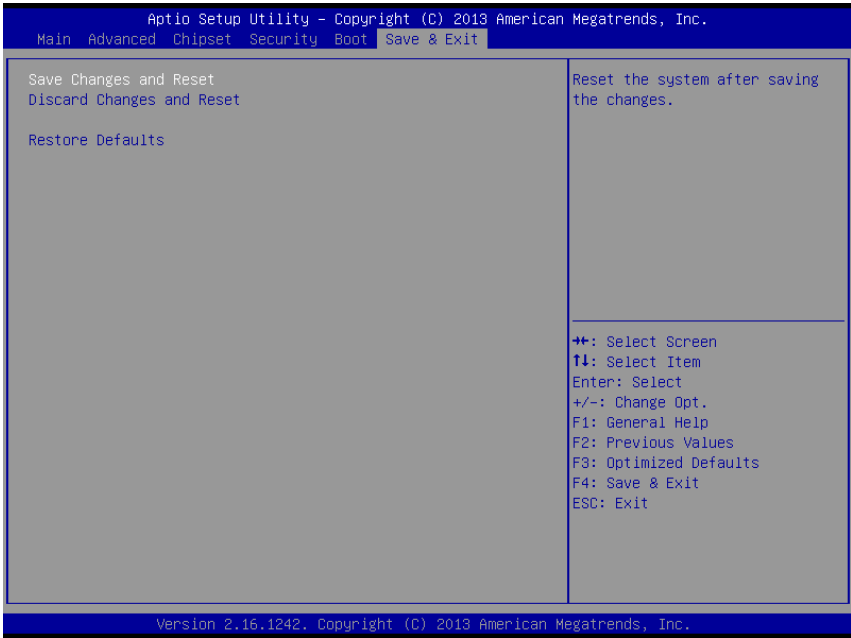 Aptio Setup Utility – Copyright (C) 2013 American Megatrends, Inc.
Main Advanced Chipset Security Boot Save & Exit
Save Changes and Reset
Discard Changes and Reset
Restore Defaults
Reset the system after saving
the changes.
→←: Select Screen
↑↓: Select Item
Enter: Select
+/-: Change Opt.
F1: General Help
F2: Previous Values
F3: Optimized Defaults
F4: Save & Exit
ESC: Exit
Version 2.16.1242. Copyright (C) 2013 American Megatrends, Inc.